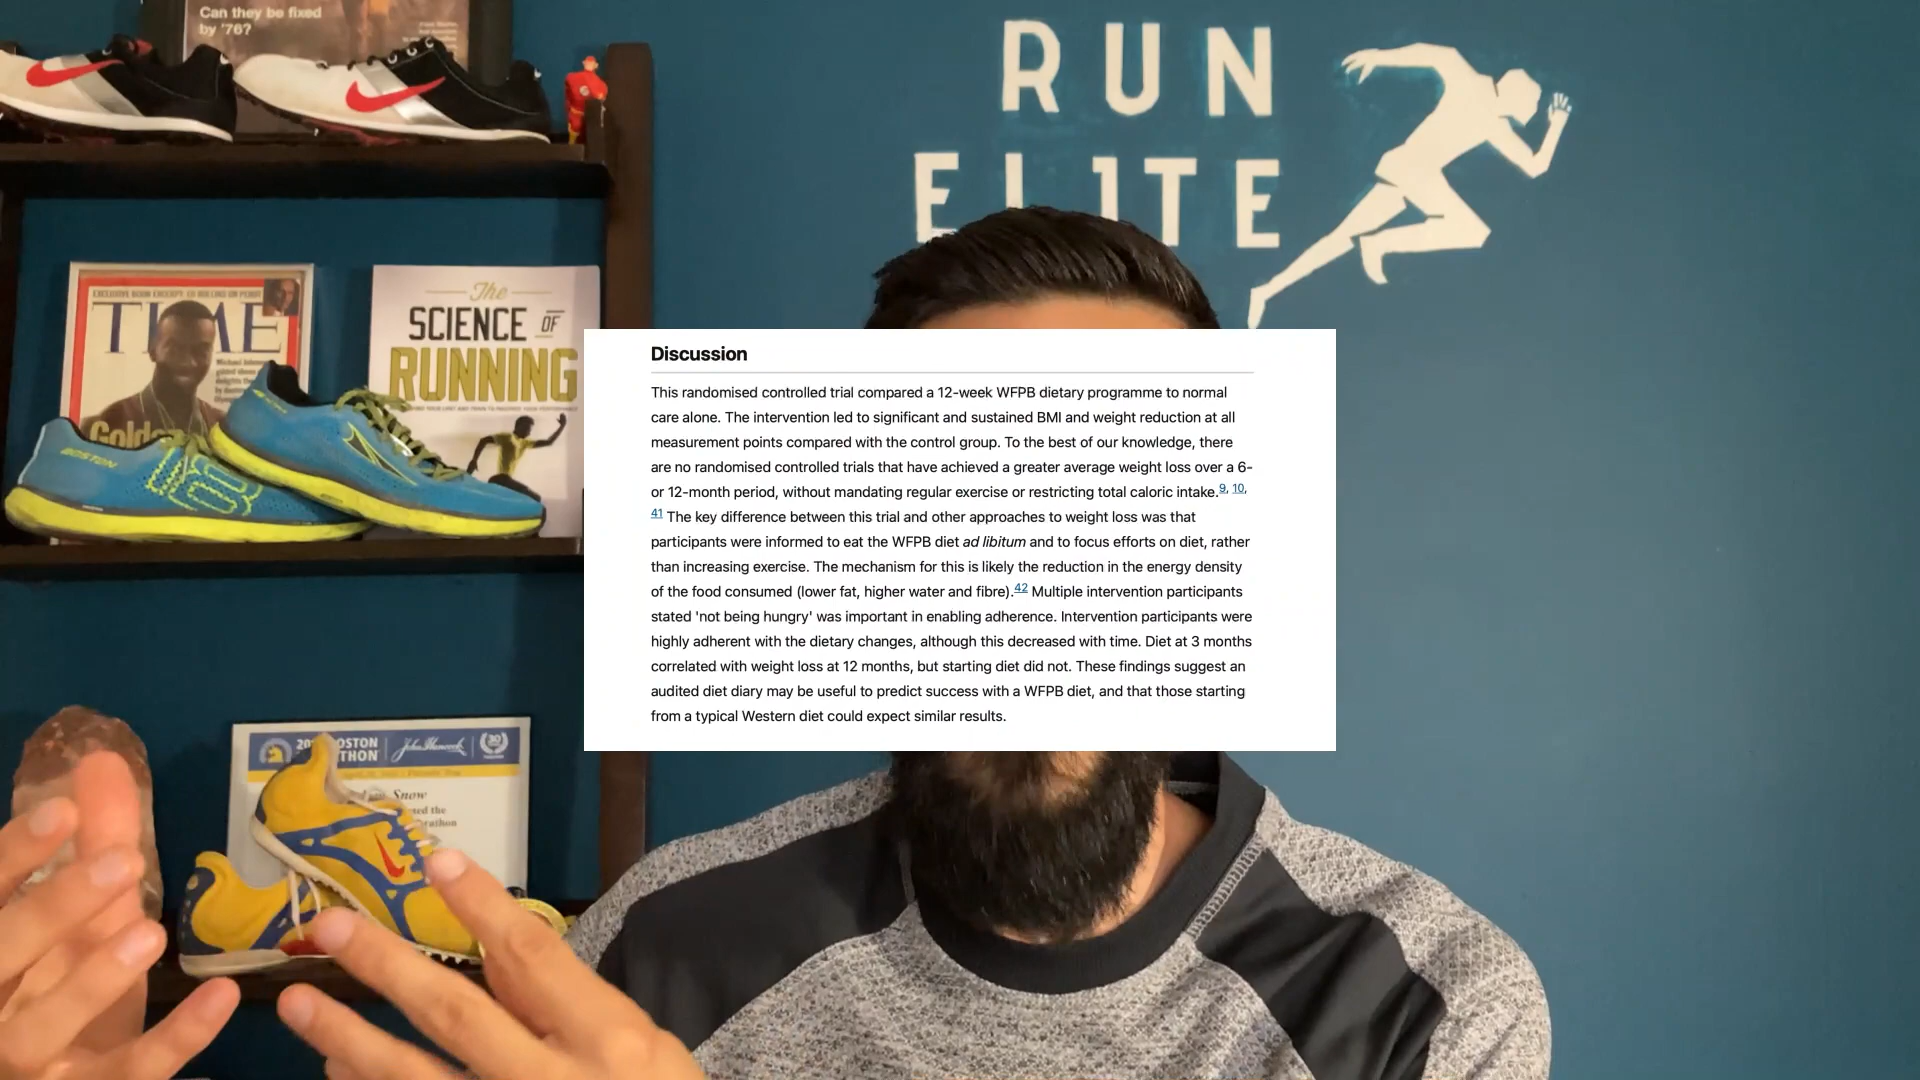 Can they be fixed
by '76?
RUN
ELITE
EXCLUSIVE BOOK EXCERPT:
TIME
Michael Johnson
Gold
The
SCIENCE OF
RUNNING
BOSTON
Discussion
This randomised controlled trial compared a 12-week WFPB dietary programme to normal
care alone. The intervention led to significant and sustained BMI and weight reduction at all
measurement points compared with the control group. To the best of our knowledge, there
are no randomised controlled trials that have achieved a greater average weight loss over a 6-
or 12-month period, without mandating regular exercise or restricting total caloric intake.9, 10,
41 The key difference between this trial and other approaches to weight loss was that
participants were informed to eat the WFPB diet ad libitum and to focus efforts on diet, rather
than increasing exercise. The mechanism for this is likely the reduction in the energy density
of the food consumed (lower fat, higher water and fibre).42 Multiple intervention participants
stated 'not being hungry' was important in enabling adherence. Intervention participants were
highly adherent with the dietary changes, although this decreased with time. Diet at 3 months
correlated with weight loss at 12 months, but starting diet did not. These findings suggest an
audited diet diary may be useful to predict success with a WFPB diet, and that those starting
from a typical Western diet could expect similar results.
John Hancock
30
Snow